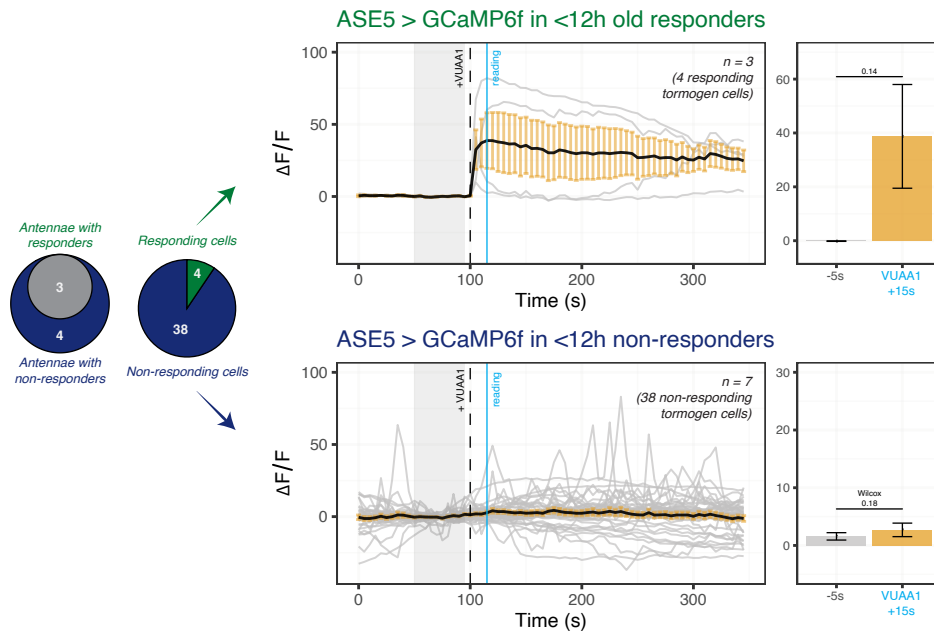 ASE5 > GCaMP6f in <12h old responders
100
50
0
ΔF/F
+VUAA1
reading
n = 3
(4 responding
tormogen cells)
0
100
200
300
Time (s)
60
40
20
0
0.14
-5s
VUAA1
+15s
Antennae with
responders
3
4
Antennae with
non-responders
Responding cells
4
38
Non-responding cells
ASE5 > GCaMP6f in <12h non-responders
100
50
0
ΔF/F
+ VUAA1
reading
n = 7
(38 non-responding
tormogen cells)
0
100
200
300
Time (s)
30
20
10
0
Wilcox
0.18
-5s
VUAA1
+15s